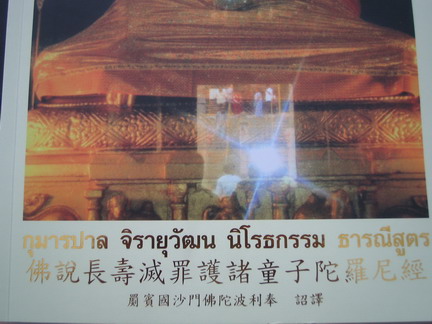 กุมารปาล จิรายุวัฒน นิโรธกรรม ธารณีสูตร
佛說長壽滅罪護諸童子陀羅尼經
罽賓國沙門佛陀波利奉 詔譯